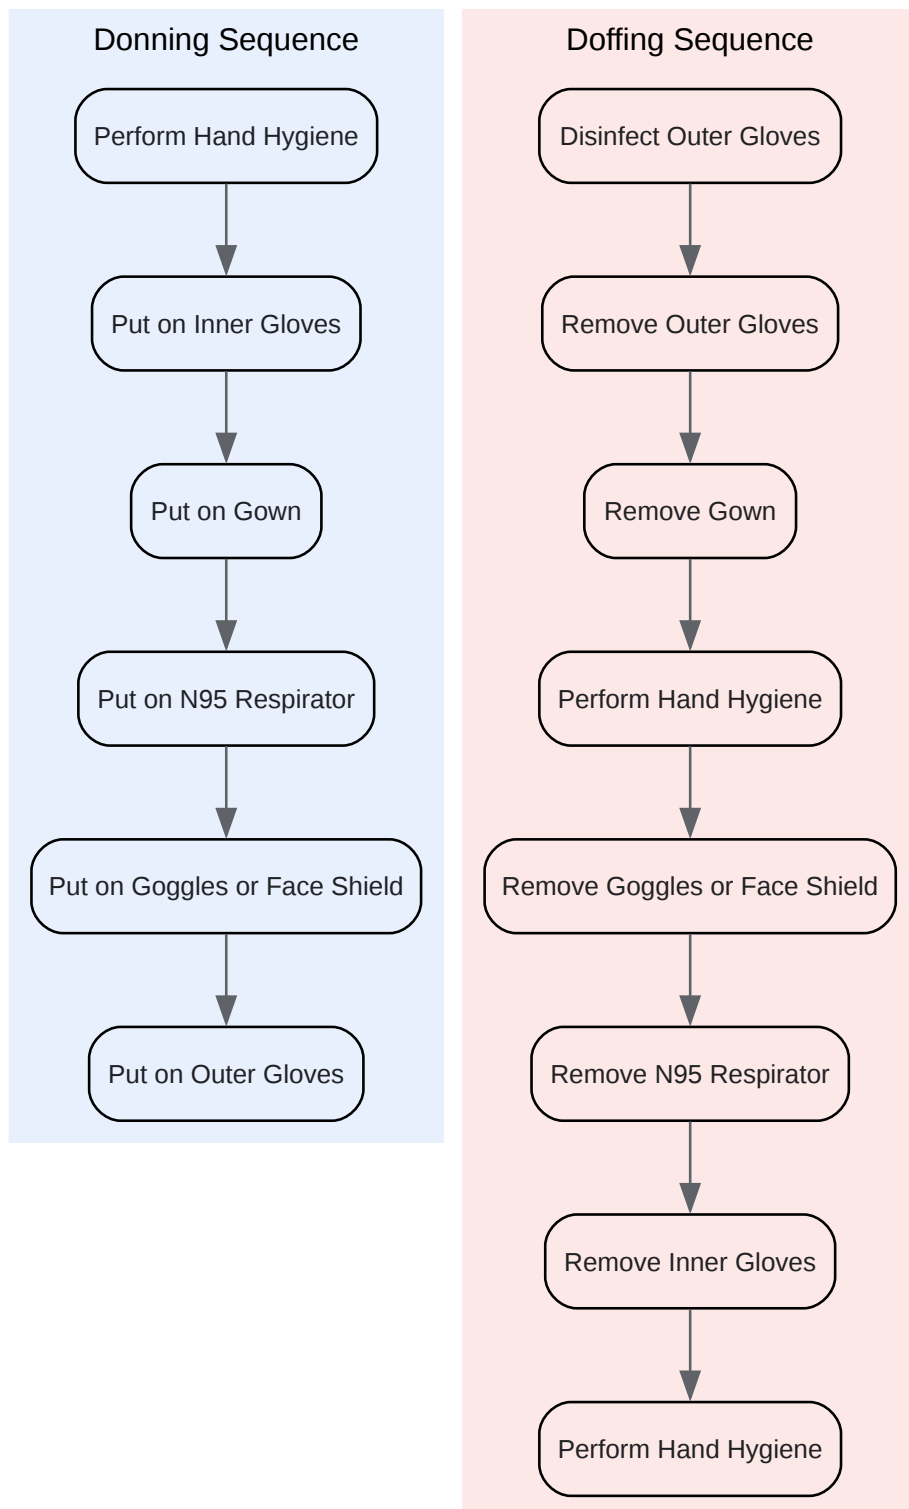 Donning Sequence
Perform Hand Hygiene
Put on Inner Gloves
Put on Gown
Put on N95 Respirator
Put on Goggles or Face Shield
Put on Outer Gloves
Doffing Sequence
Disinfect Outer Gloves
Remove Outer Gloves
Remove Gown
Perform Hand Hygiene
Remove Goggles or Face Shield
Remove N95 Respirator
Remove Inner Gloves
Perform Hand Hygiene